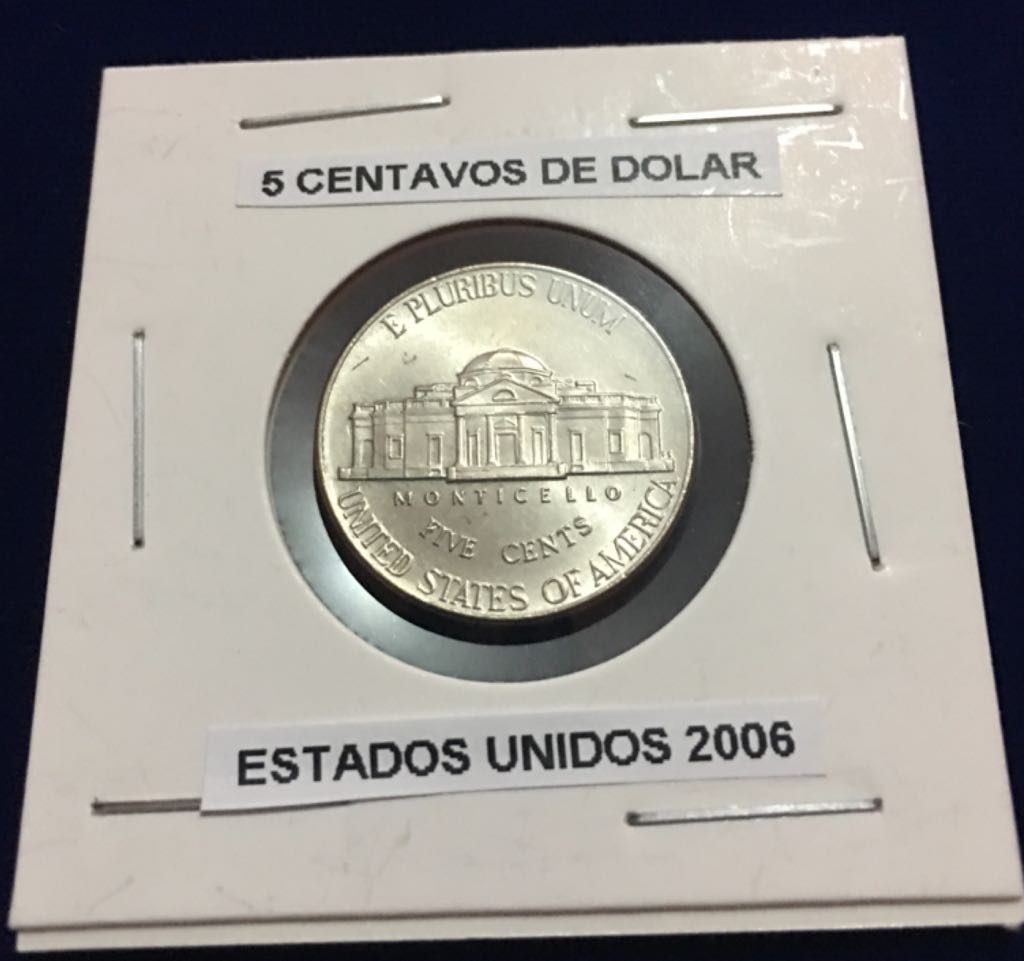 5 CENTAVOS DE DOLAR
E PLURIBUS UNUM
MONTICELLO
FIVE CENTS
UNITED STATES OF AMERICA
ESTADOS UNIDOS 2006